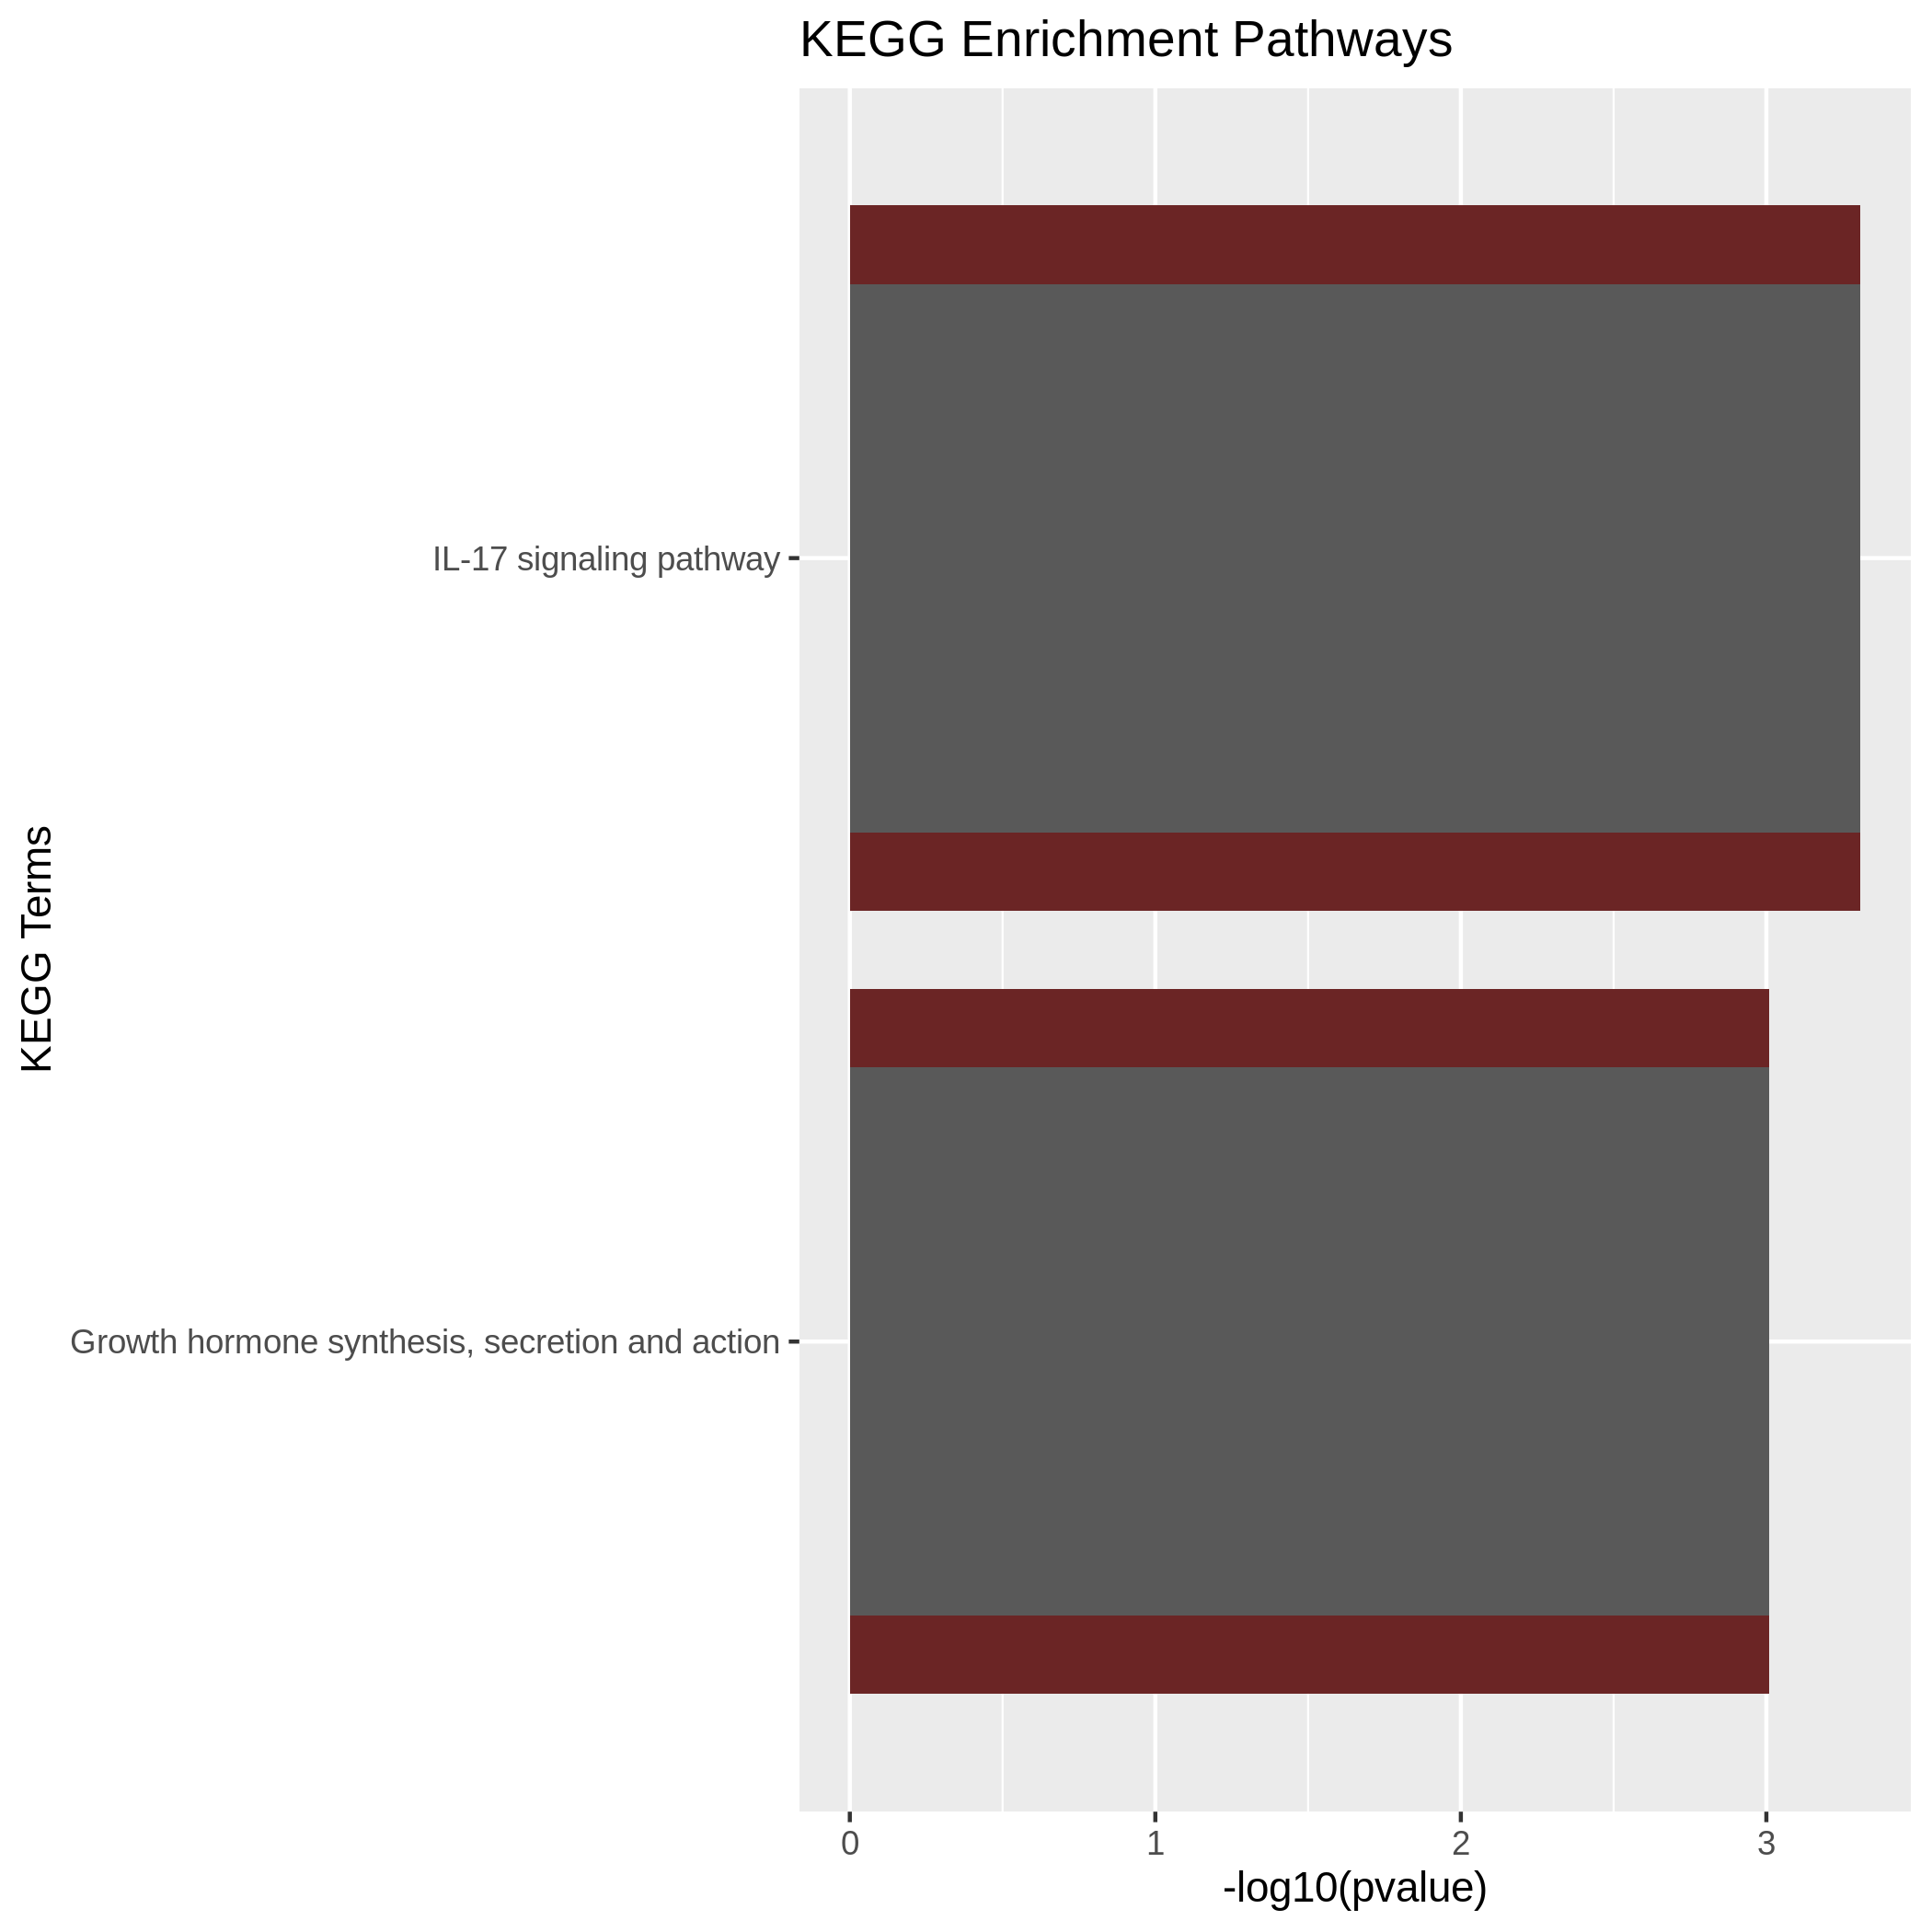 KEGG Enrichment Pathways
KEGG Terms
IL-17 signaling pathway
Growth hormone synthesis, secretion and action
0 1 2 3
-log10(pvalue)